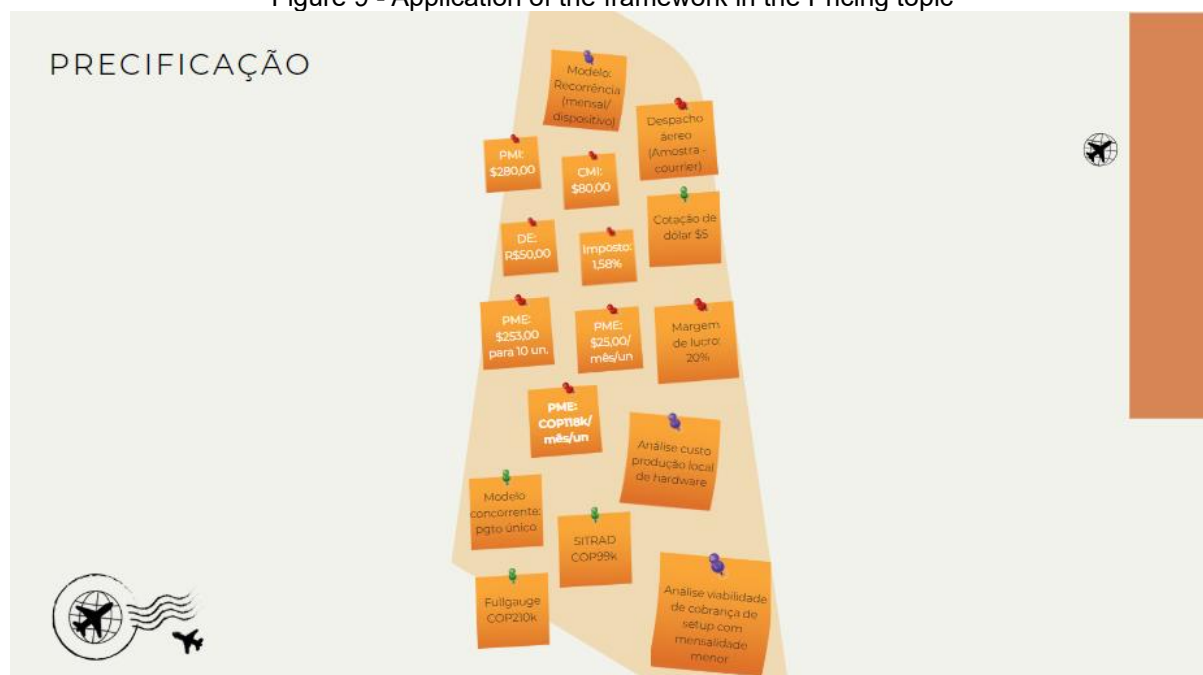 Figure 9 - Application of the framework in the Pricing topic
PRECIFICAÇÃO
Modelo:
Recorrência
(mensal/
dispositivo)
Despacho
áereo
(Amostra -
courrier)
PMI:
$280,00
CMI:
$80,00
Cotação de
dólar $5
DE:
R$50,00
Imposto:
1,58%
PME:
$253,00
para 10 un.
PME:
$25,00/
mês/un
Margem
de lucro:
20%
PME:
COP118k/
mês/un
Análise custo
produção local
de hardware
Modelo
concorrente:
pgto único
SITRAD
COP99k
Fullgauge
COP210k
Análise viabilidade
de cobrança de
setup com
mensalidade
menor